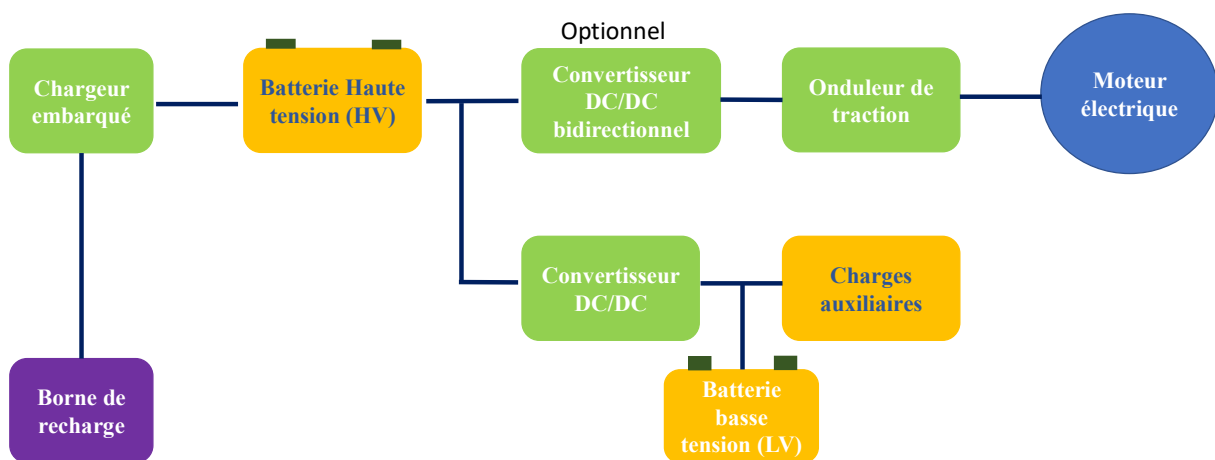 Optionnel
Chargeur
embarqué
Batterie Haute
tension (HV)
Convertisseur
DC/DC
bidirectionnel
Onduleur de
traction
Moteur
électrique
Convertisseur
DC/DC
Charges
auxiliaires
Borne de
recharge
Batterie
basse
tension (LV)